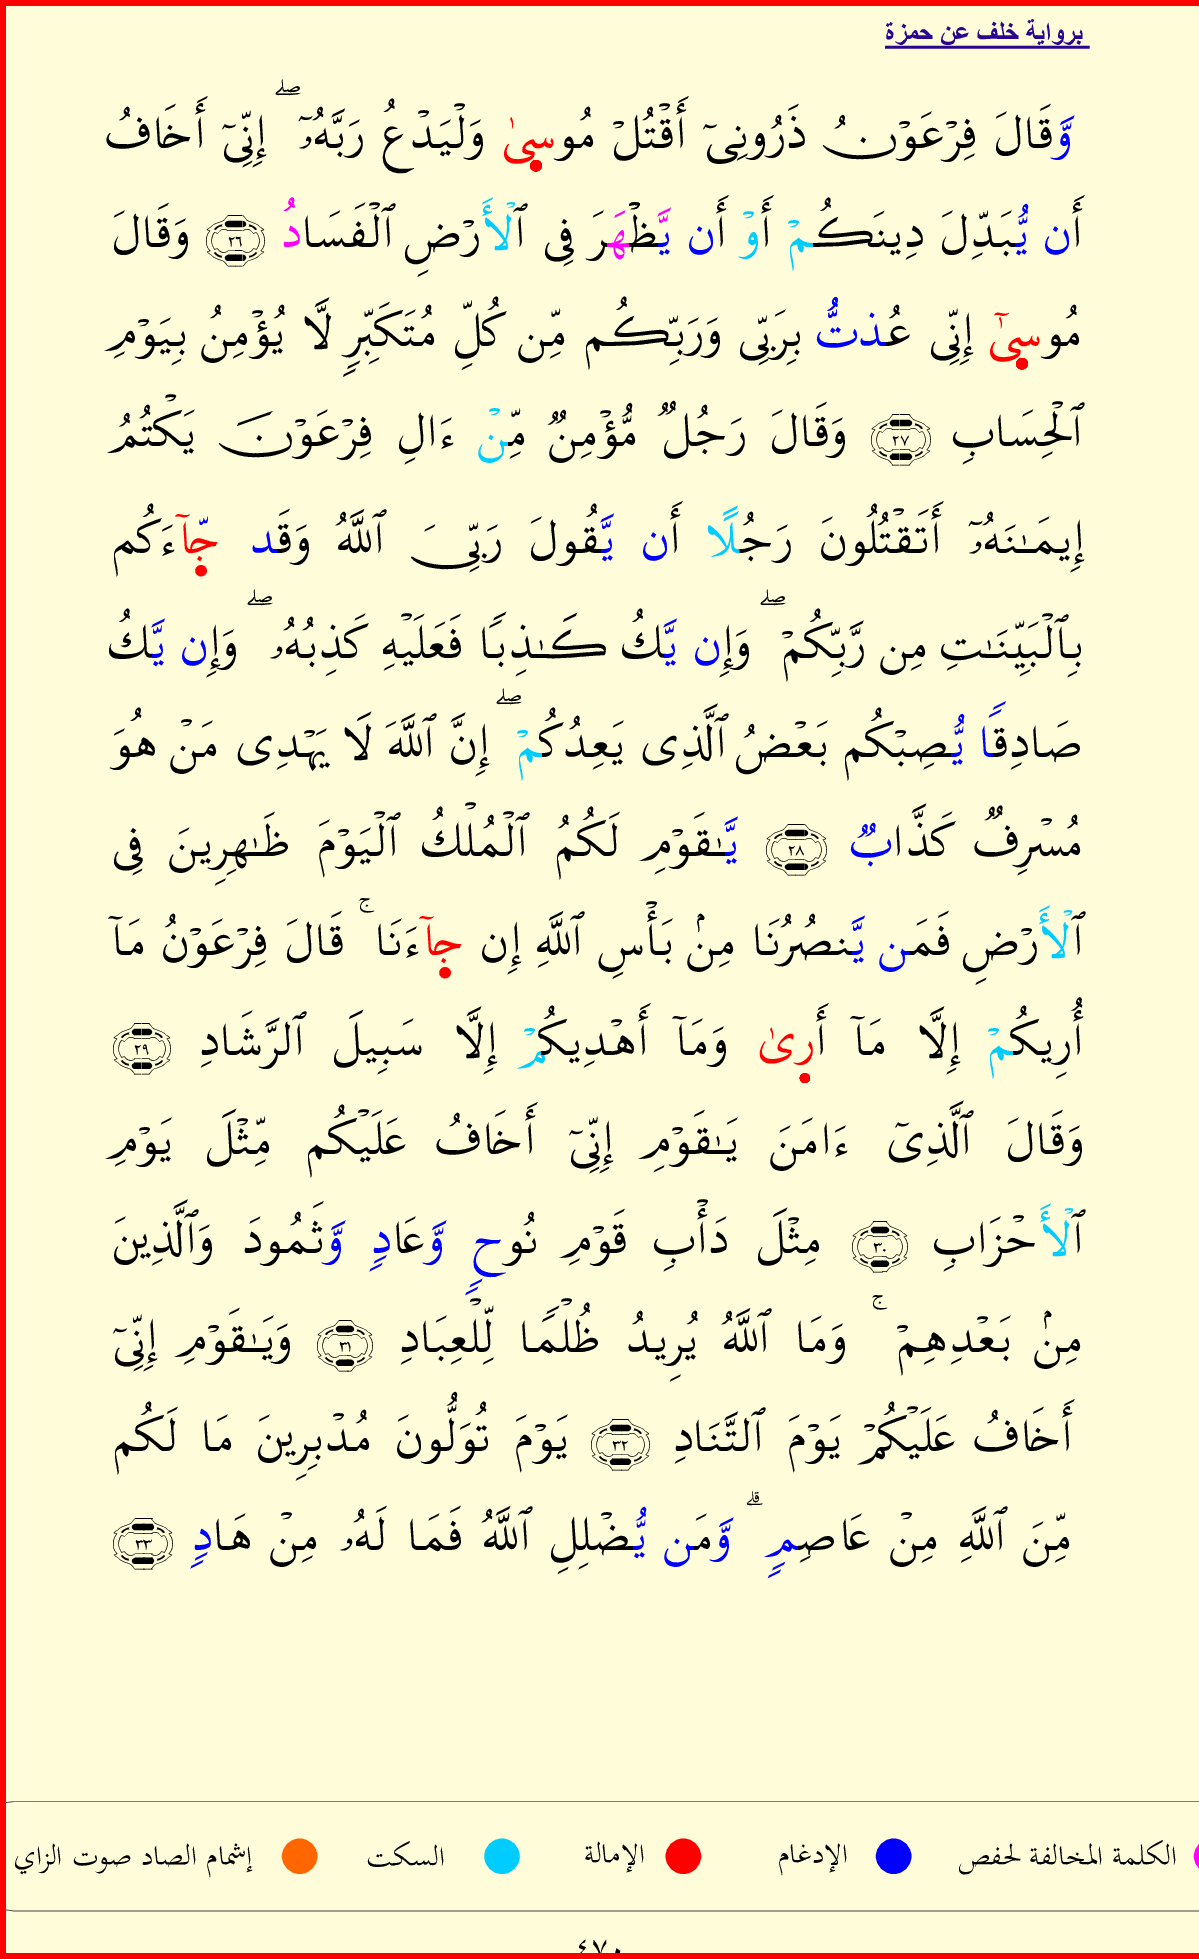 برواية خلف عن حمزة
وَّقَالَ فِرْعَوْنُ ذَرُونِىٓ أَقْتُلْ مُوسىٰ وَلْيَدْعُ رَبَّهُۥٓ ۖ إِنِّىٓ أَخَافُ
أَن يُّبَدِّلَ دِينَكُمْ أَوْ أَن يَّظْهَرَ فِى ٱلْأَرْضِ ٱلْفَسَادُ ٢٦ وَقَالَ
مُوسىٰٓ إِنِّى عُذتُّ بِرَبِّى وَرَبِّكُم مِّن كُلِّ مُتَكَبِّرٍ لَّا يُؤْمِنُ بِيَوْمِ
ٱلْحِسَابِ ٢٧ وَقَالَ رَجُلٌ مُّؤْمِنٌ مِّنْ ءَالِ فِرْعَوْنَ يَكْتُمُ
إِيمَـٰنَهُۥٓ أَتَقْتُلُونَ رَجُلًا أَن يَّقُولَ رَبِّىَ ٱللَّهُ وَقَد جِّآءَكُم
بِٱلْبَيِّنَـٰتِ مِن رَّبِّكُمْ ۖ وَإِن يَّكُ كَـٰذِبًا فَعَلَيْهِ كَذِبُهُۥ ۖ وَإِن يَّكُ
صَادِقًا يُّصِبْكُم بَعْضُ ٱلَّذِى يَعِدُكُمْ ۖ إِنَّ ٱللَّهَ لَا يَهْدِى مَنْ هُوَ
مُسْرِفٌ كَذَّابٌ ٢٨ يَّـٰقَوْمِ لَكُمُ ٱلْمُلْكُ ٱلْيَوْمَ ظَـٰهِرِينَ فِى
ٱلْأَرْضِ فَمَن يَّنصُرُنَا مِنۢ بَأْسِ ٱللَّهِ إِن جِآءَنَا ۚ قَالَ فِرْعَوْنُ مَآ
أُرِيكُمْ إِلَّا مَآ أَرِىٰ وَمَآ أَهْدِيكُمْ إِلَّا سَبِيلَ ٱلرَّشَادِ ٢٩
وَقَالَ ٱلَّذِىٓ ءَامَنَ يَـٰقَوْمِ إِنِّىٓ أَخَافُ عَلَيْكُم مِّثْلَ يَوْمِ
ٱلْأَحْزَابِ ٣٠ مِثْلَ دَأْبِ قَوْمِ نُوحٍ وَّعَادٍ وَّثَمُودَ وَٱلَّذِينَ
مِنۢ بَعْدِهِمْ ۚ وَمَا ٱللَّهُ يُرِيدُ ظُلْمًا لِّلْعِبَادِ ٣١ وَيَـٰقَوْمِ إِنِّىٓ
أَخَافُ عَلَيْكُمْ يَوْمَ ٱلتَّنَادِ ٣٢ يَوْمَ تُوَلُّونَ مُدْبِرِينَ مَا لَكُم
مِّنَ ٱللَّهِ مِنْ عَاصِمٍ ۗ وَّمَن يُّضْلِلِ ٱللَّهُ فَمَا لَهُۥ مِنْ هَادٍ ٣٣
الكلمة المخالفة لحفص الإدغام الإمالة السكت إشمام الصاد صوت الزاي
٤٧٠